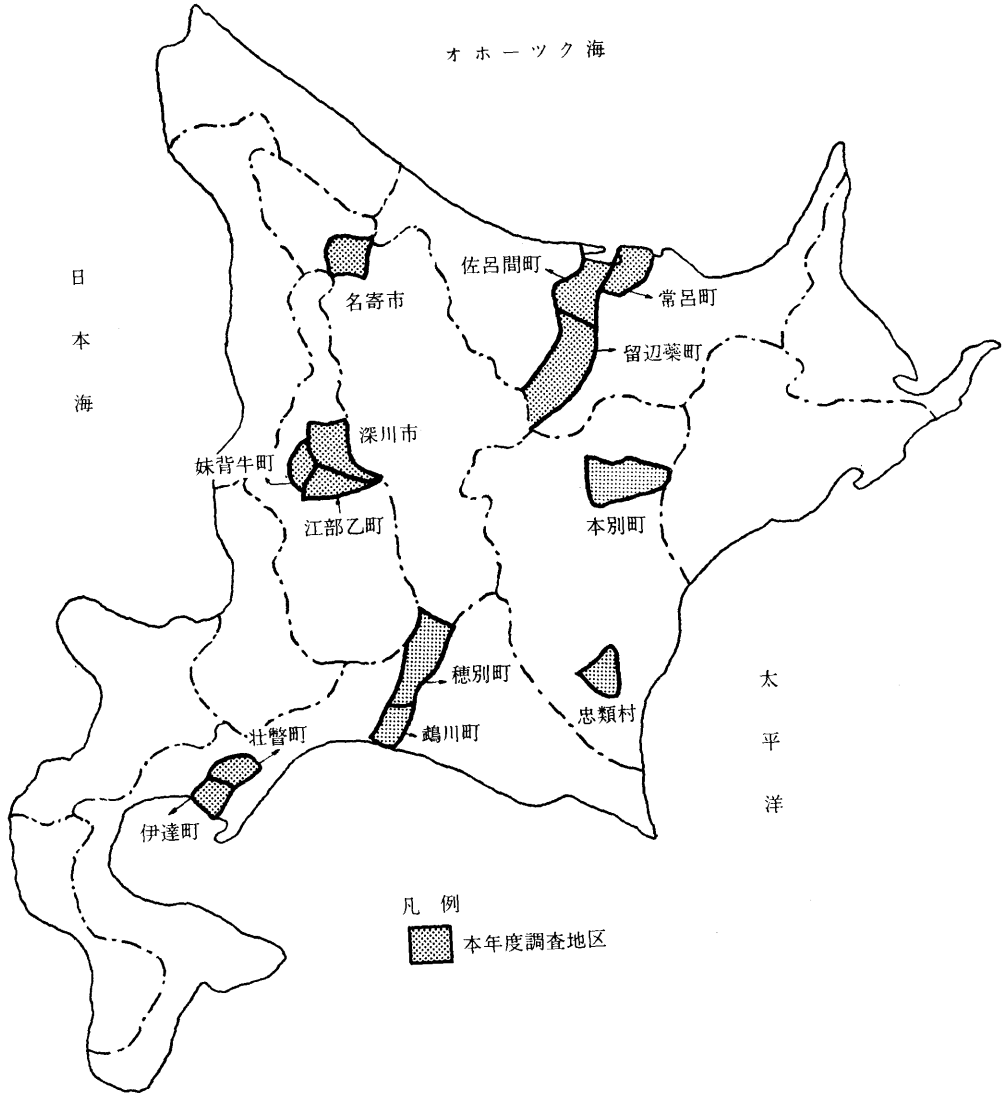 オホーツク海
日本海
佐呂間町
常呂町
名寄市
留辺蘂町
深川市
妹背牛町
江部乙町
本別町
穂別町
忠類村
太平洋
鵡川町
壮瞥町
伊達町
凡例
本年度調査地区